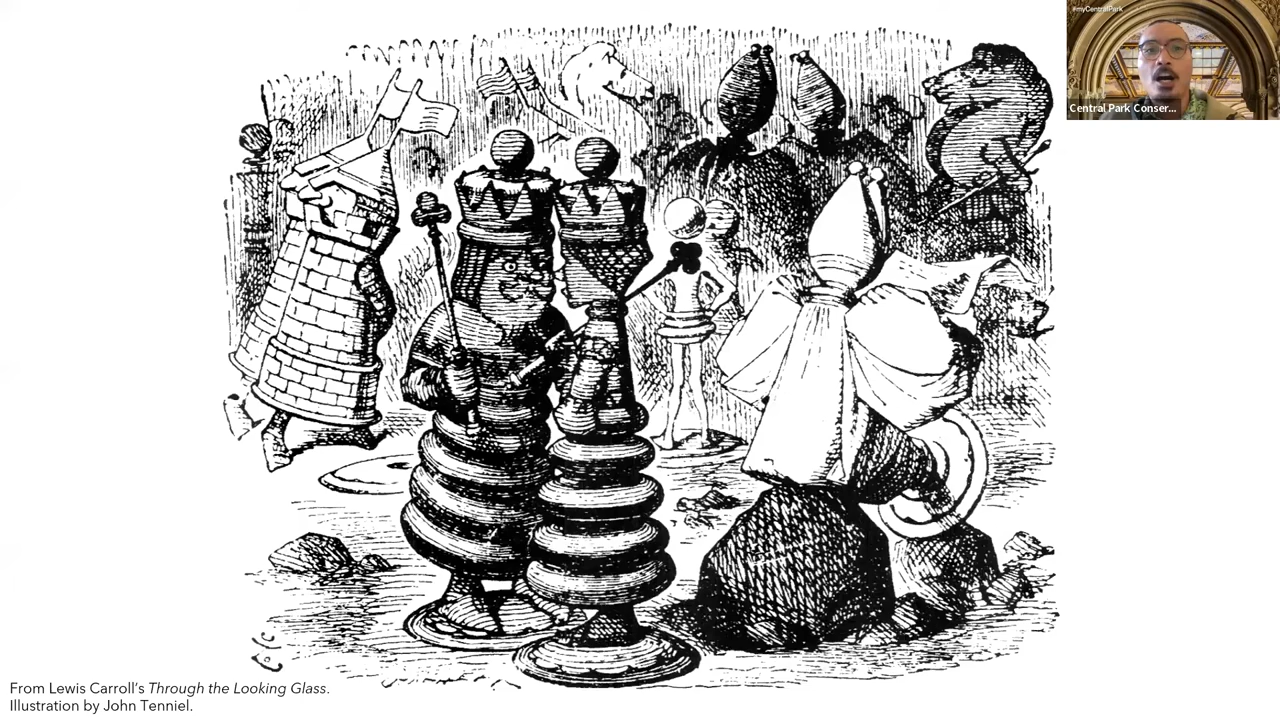 #myCentralPark
Central Park Conser...
From Lewis Carroll's Through the Looking Glass.
Illustration by John Tenniel.